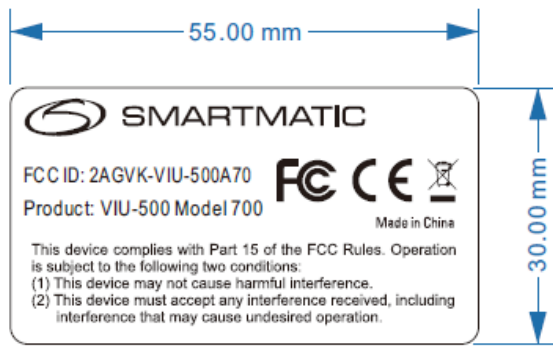 55.00 mm
SMARTMATIC
FCC ID: 2AGVK-VIU-500A70
Product: VIU-500 Model 700
FC CE
Made in China
This device complies with Part 15 of the FCC Rules. Operation
is subject to the following two conditions:
(1) This device may not cause harmful interference.
(2) This device must accept any interference received, including
interference that may cause undesired operation.
30.00 mm